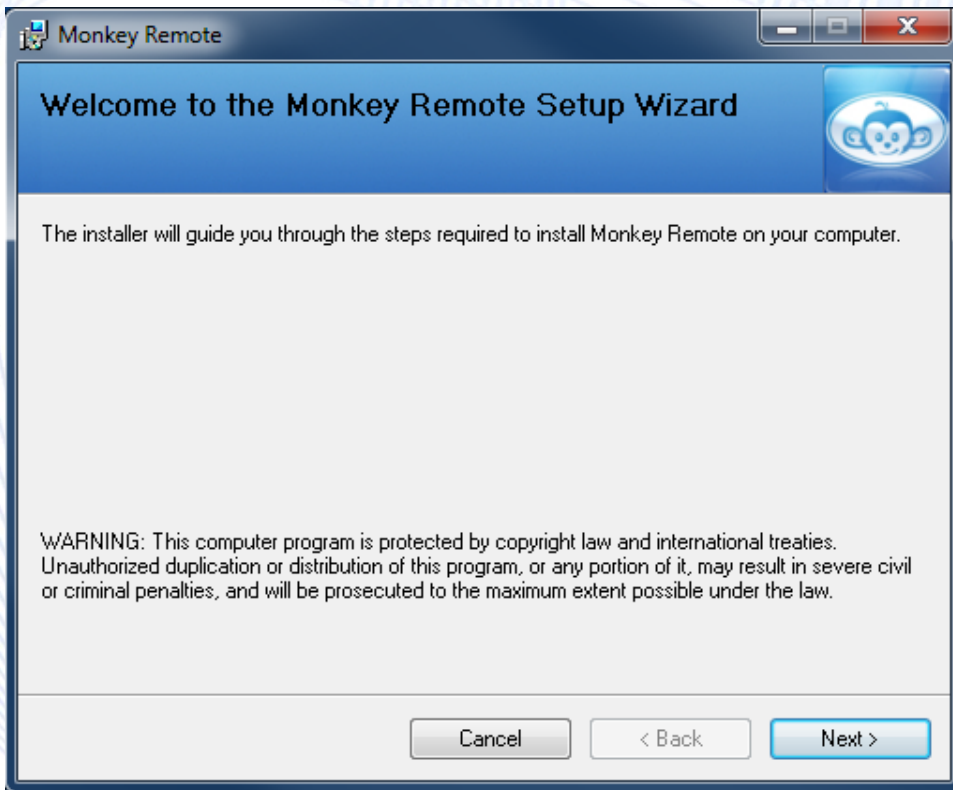 Monkey Remote
Welcome to the Monkey Remote Setup Wizard
The installer will guide you through the steps required to install Monkey Remote on your computer.
WARNING: This computer program is protected by copyright law and international treaties.
Unauthorized duplication or distribution of this program, or any portion of it, may result in severe civil
or criminal penalties, and will be prosecuted to the maximum extent possible under the law.
Cancel
< Back
Next >